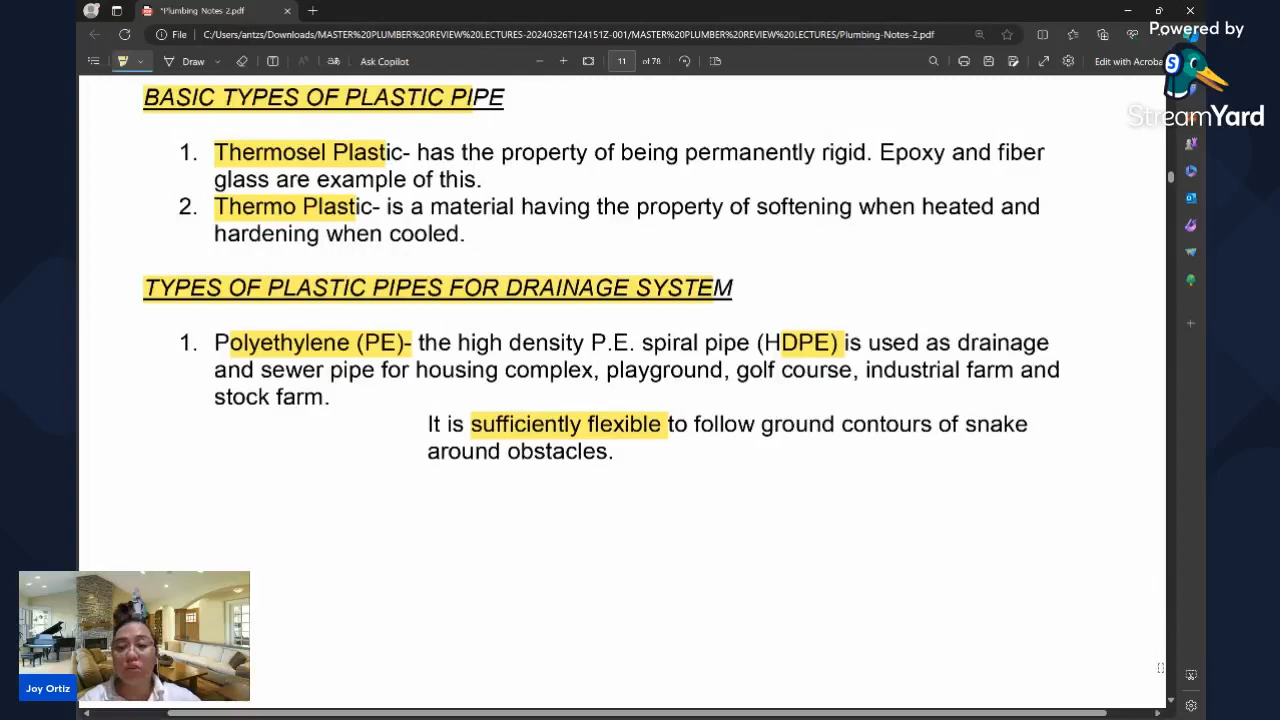 *Plumbing Notes 2.pdf
File
C:/Users/antzs/Downloads/MASTER%20PLUMBER%20REVIEW%20LECTURES-20240326T124151Z-001/MASTER%20PLUMBER%20REVIEW%20LECTURES/Plumbing-Notes-2.pdf
Powered by
StreamYard
Draw
Ask Copilot
11 of 78
Edit with Acroba
BASIC TYPES OF PLASTIC PIPE
1. Thermosel Plastic- has the property of being permanently rigid. Epoxy and fiber
glass are example of this.
2. Thermo Plastic- is a material having the property of softening when heated and
hardening when cooled.
TYPES OF PLASTIC PIPES FOR DRAINAGE SYSTEM
1. Polyethylene (PE)- the high density P.E. spiral pipe (HDPE) is used as drainage
and sewer pipe for housing complex, playground, golf course, industrial farm and
stock farm.
It is sufficiently flexible to follow ground contours of snake
around obstacles.
Joy Ortiz